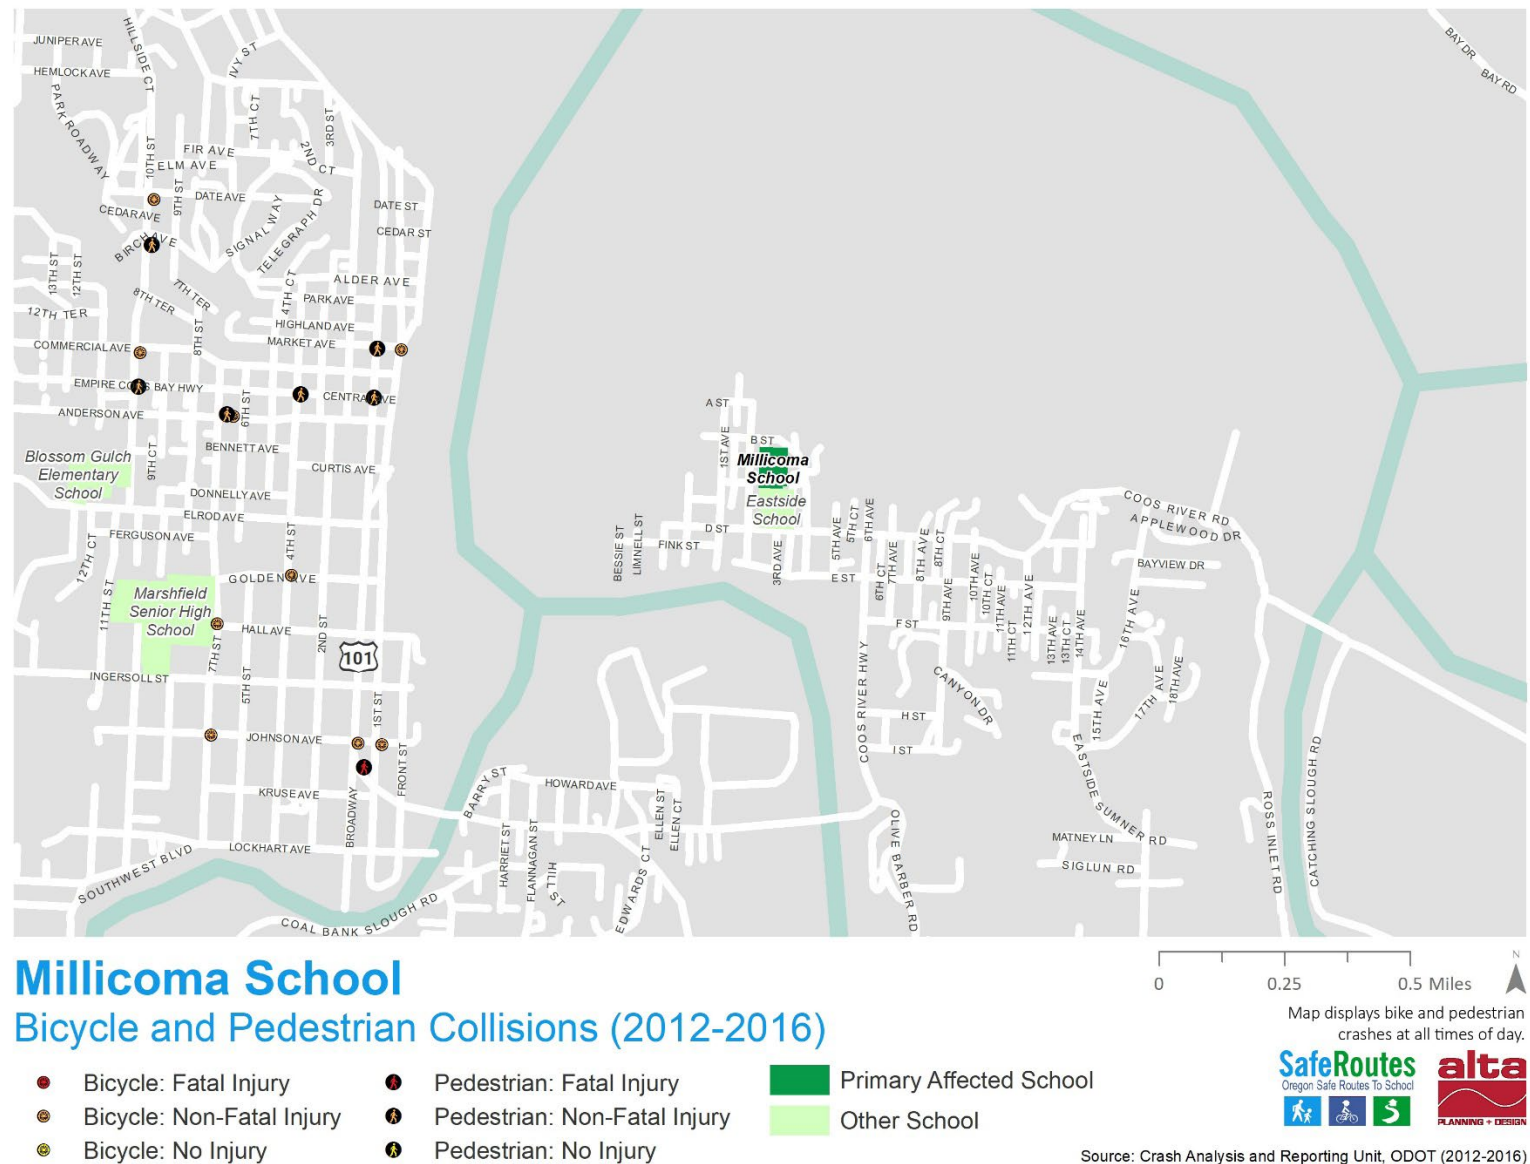 JUNIPER AVE
HEMLOCK AVE
HILLSIDE CT
IVY ST
PARK ROADWAY
7TH CT
3RD ST
2ND CT
10TH ST
FIR AVE
ELM AVE
9TH ST
DATE AVE
CEDAR AVE
BIRCH AVE
SIGNAL WAY
TELEGRAPH DR
DATE ST
CEDAR ST
13TH ST
12TH ST
12TH TER
8TH TER
7TH TER
4TH CT
ALDER AVE
PARK AVE
HIGHLAND AVE
MARKET AVE
8TH ST
COMMERCIAL AVE
EMPIRE COOS BAY HWY
CENTRAL AVE
ANDERSON AVE
6TH ST
BENNETT AVE
CURTIS AVE
9TH CT
Blossom Gulch
Elementary
School
DONNELLY AVE
ELROD AVE
FERGUSON AVE
12TH CT
4TH ST
GOLDEN AVE
Marshfield
Senior High
School
11TH ST
HALL AVE
7TH ST
2ND ST
101
INGERSOLL ST
5TH ST
1ST ST
JOHNSON AVE
FRONT ST
KRUSE AVE
BROADWAY
LOCKHART AVE
SOUTHWEST BLVD
COAL BANK SLOUGH RD
BARRY ST
HOWARD AVE
HARRIET ST
FLANNAGAN ST
HILL ST
EDWARDS CT
ELLEN ST
ELLEN CT
A ST
B ST
1ST AVE
Millicoma
School
Eastside
School
D ST
FINK ST
BESSIE ST
LIMNELL ST
3RD AVE
E ST
5TH AVE
5TH CT
6TH AVE
6TH CT
7TH AVE
8TH AVE
8TH CT
9TH AVE
10TH AVE
10TH CT
11TH AVE
11TH CT
12TH AVE
13TH AVE
13TH CT
14TH AVE
F ST
CANYON DR
H ST
I ST
COOS RIVER HWY
COOS RIVER RD
APPLEWOOD DR
BAYVIEW DR
16TH AVE
15TH AVE
17TH AVE
18TH AVE
EASTSIDE SUMNER RD
MATNEY LN
SIGLUN RD
OLIVE BARBER RD
ROSS INLET RD
CATCHING SLOUGH RD
BAY DR
BAY RD
Millicoma School
Bicycle and Pedestrian Collisions (2012-2016)
Bicycle: Fatal Injury
Bicycle: Non-Fatal Injury
Bicycle: No Injury
Pedestrian: Fatal Injury
Pedestrian: Non-Fatal Injury
Pedestrian: No Injury
Primary Affected School
Other School
0 0.25 0.5 Miles
N
Map displays bike and pedestrian
crashes at all times of day.
SafeRoutes
Oregon Safe Routes To School
alta
PLANNING + DESIGN
Source: Crash Analysis and Reporting Unit, ODOT (2012-2016)